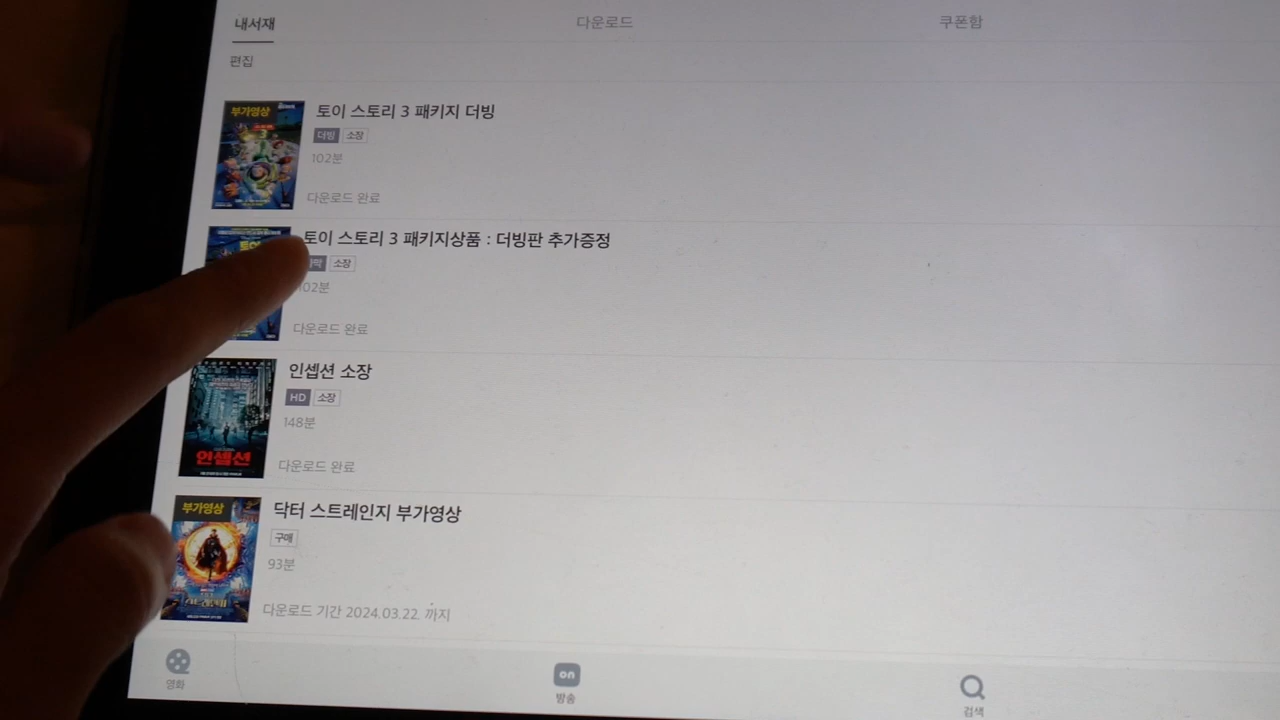 내서재
다운로드
쿠폰함
편집
부가영상
토이 스토리 3 패키지 더빙
더빙 소장
102분
다운로드 완료
토이 스토리 3 패키지상품 : 더빙판 추가증정
막 소장
102분
다운로드 완료
인셉션
인셉션 소장
HD 소장
148분
다운로드 완료
부가영상
닥터 스트레인지 부가영상
구매
93분
다운로드 기간 2024.03.22. 까지
영화
on
방송
검색